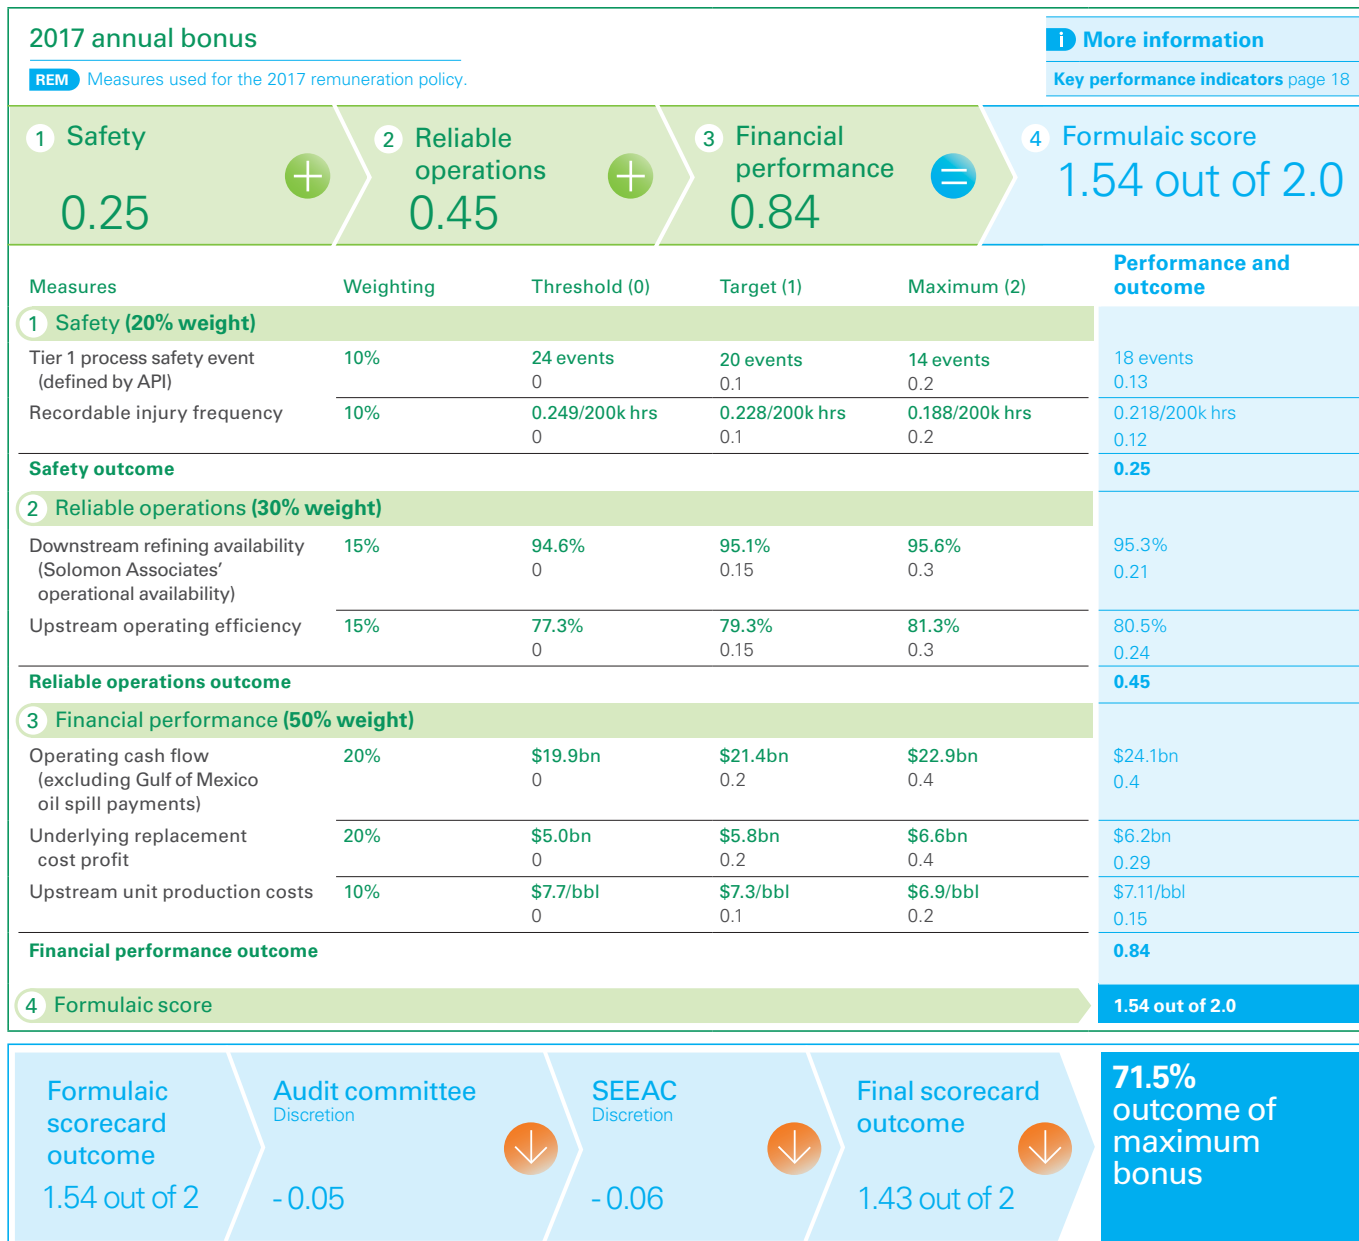 2017 annual bonus
REM Measures used for the 2017 remuneration policy.
i More information
Key performance indicators page 18
1 Safety
0.25
+
2 Reliable
operations
0.45
+
3 Financial
performance
0.84
=
4 Formulaic score
1.54 out of 2.0
Measures Weighting Threshold (0) Target (1) Maximum (2) Performance and
outcome
1 Safety (20% weight)
Tier 1 process safety event 10% 24 events 20 events 14 events 18 events
(defined by API) 0 0.1 0.2 0.13
Recordable injury frequency 10% 0.249/200k hrs 0.228/200k hrs 0.188/200k hrs 0.218/200k hrs
0 0.1 0.2 0.12
Safety outcome 0.25
2 Reliable operations (30% weight)
Downstream refining availability 15% 94.6% 95.1% 95.6% 95.3%
(Solomon Associates’ 0 0.15 0.3 0.21
operational availability)
Upstream operating efficiency 15% 77.3% 79.3% 81.3% 80.5%
0 0.15 0.3 0.24
Reliable operations outcome 0.45
3 Financial performance (50% weight)
Operating cash flow 20% $19.9bn $21.4bn $22.9bn $24.1bn
(excluding Gulf of Mexico 0 0.2 0.4 0.4
oil spill payments)
Underlying replacement 20% $5.0bn $5.8bn $6.6bn $6.2bn
cost profit 0 0.2 0.4 0.29
Upstream unit production costs 10% $7.7/bbl $7.3/bbl $6.9/bbl $7.11/bbl
0 0.1 0.2 0.15
Financial performance outcome 0.84
4 Formulaic score 1.54 out of 2.0
Formulaic
scorecard
outcome
1.54 out of 2
Audit committee
Discretion
- 0.05
SEEAC
Discretion
- 0.06
Final scorecard
outcome
1.43 out of 2
71.5%
outcome of
maximum
bonus